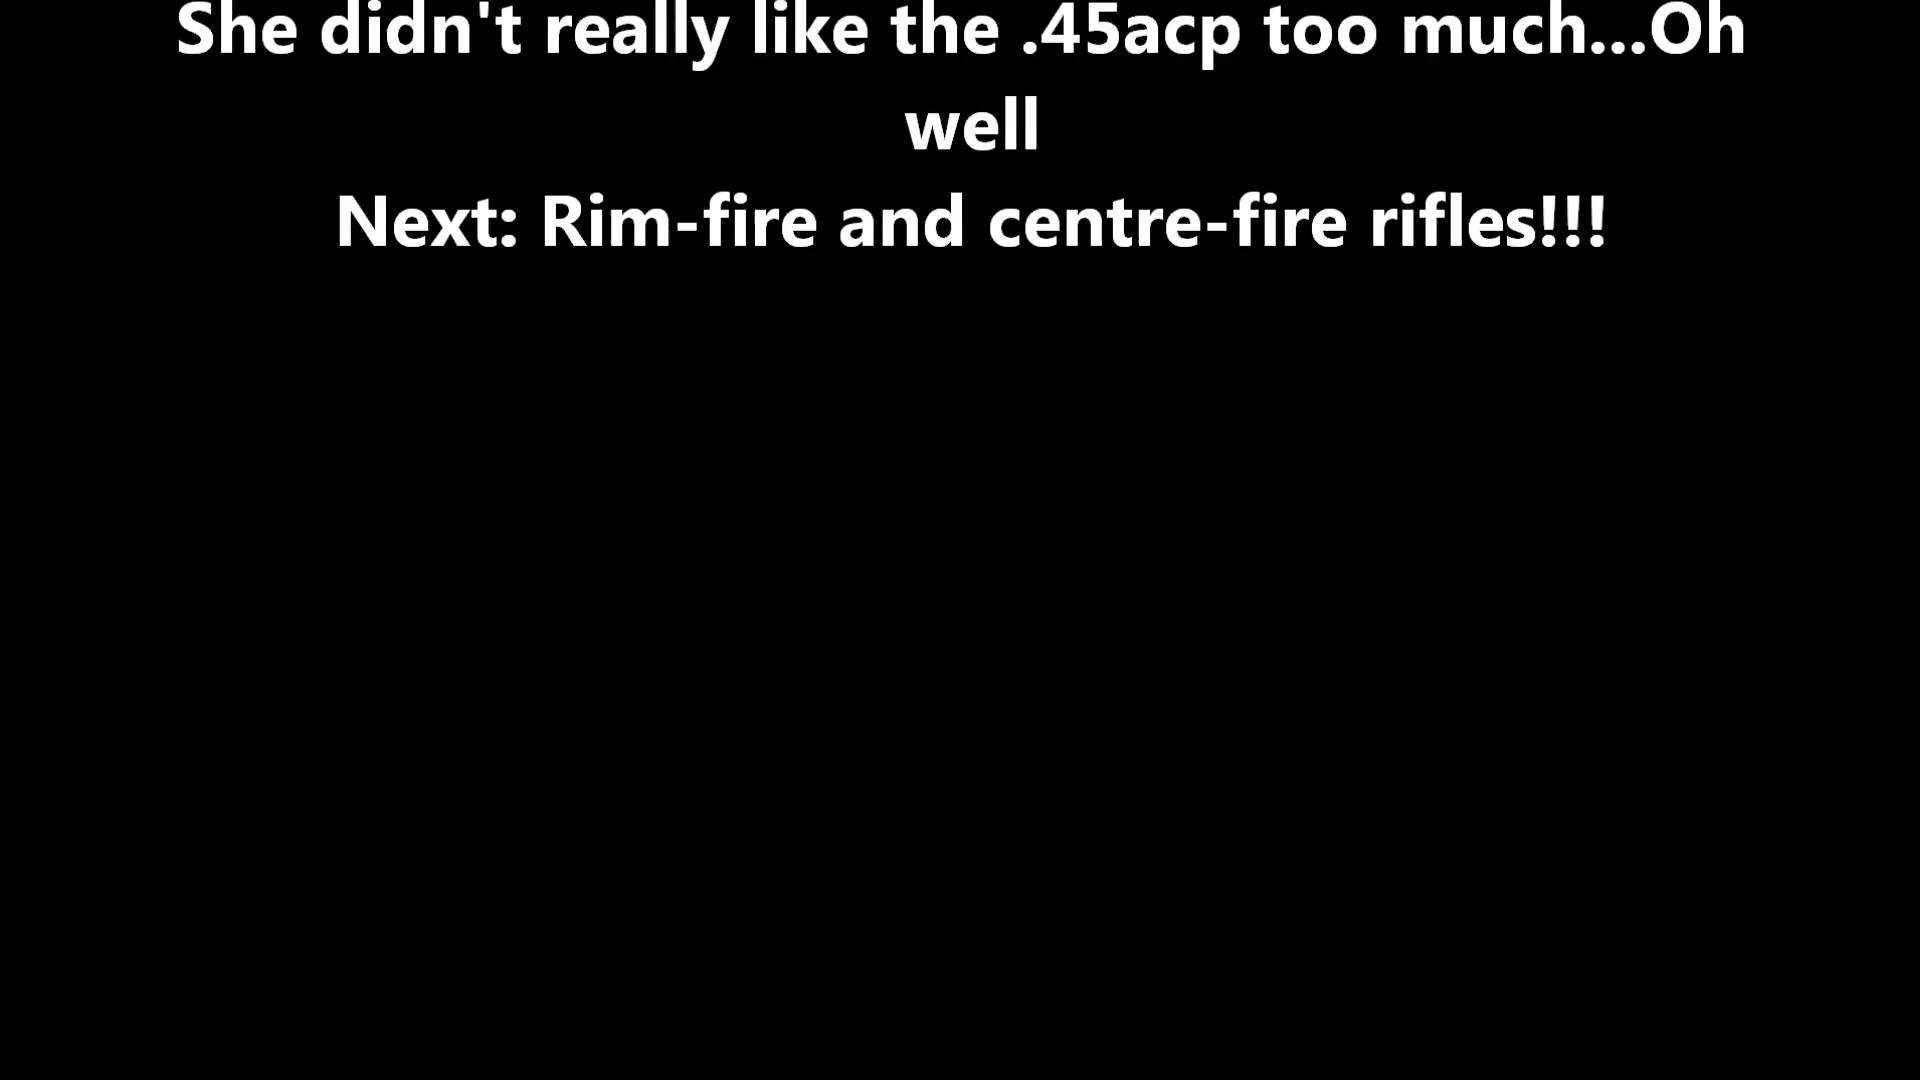 She didn't really like the .45acp too much...Oh
well
Next: Rim-fire and centre-fire rifles!!!